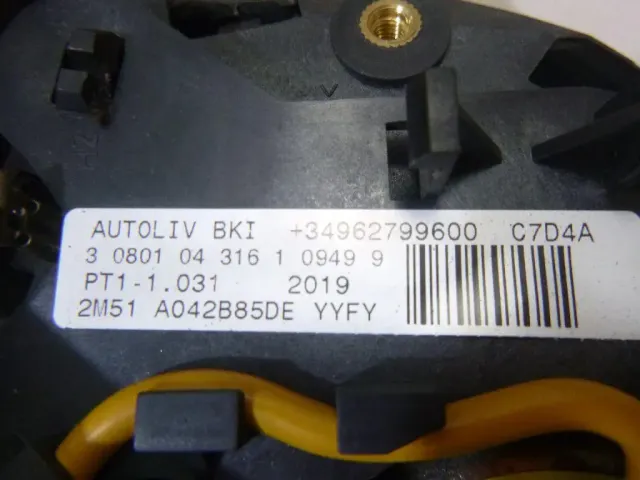 AUTOLIV BKI +34962799600 C7D4A
3 0801 04 316 1 0949 9
PT1-1.031 2019
2M51 A042B85DE YYFY